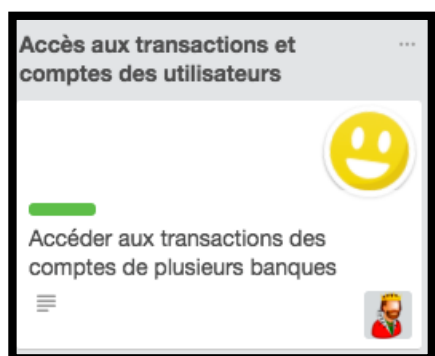 Accès aux transactions et
comptes des utilisateurs
Accéder aux transactions des
comptes de plusieurs banques